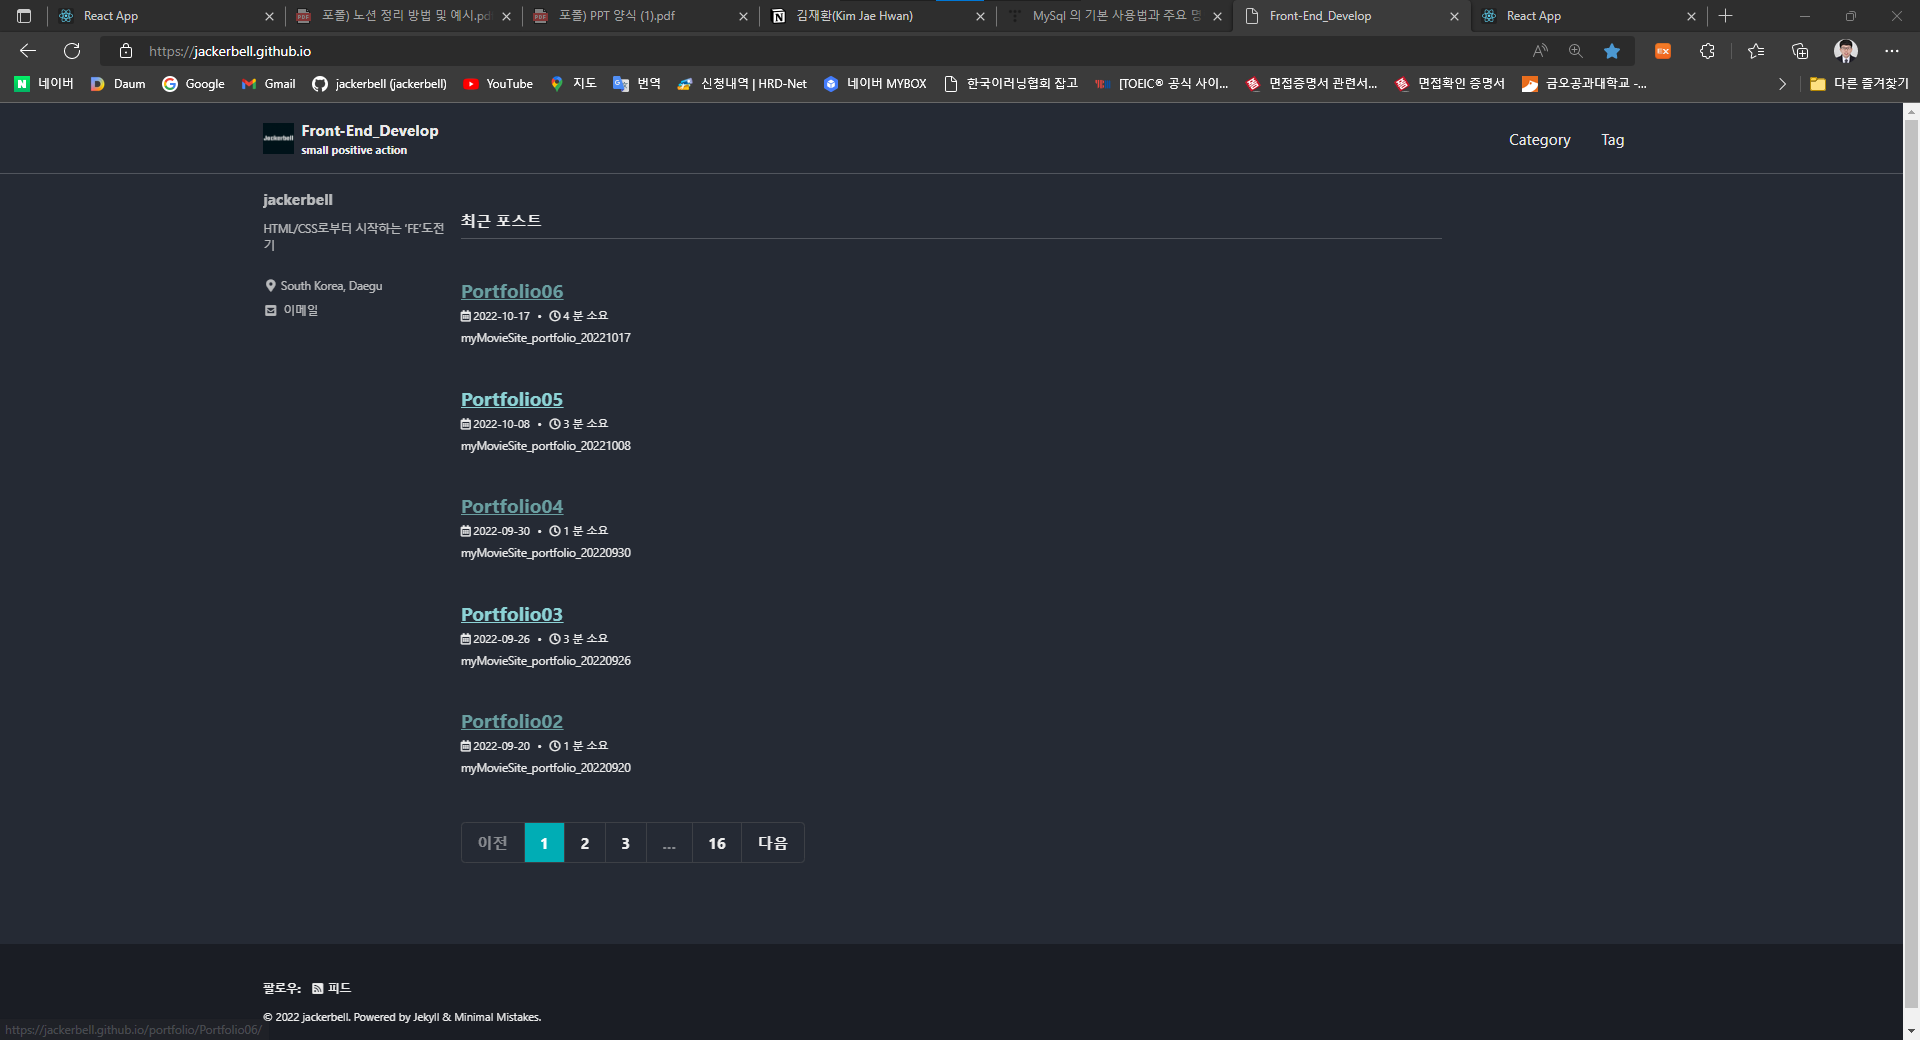 React App
포폴) 노션 정리 방법 및 예시.pd
포폴) PPT 양식 (1).pdf
김재환(Kim Jae Hwan)
MySql 의 기본 사용법과 주요 명
Front-End_Develop
React App
https://jackerbell.github.io
네이버
Daum
Google
Gmail
jackerbell (jackerbell)
YouTube
지도
번역
신청내역 | HRD-Net
네이버 MYBOX
한국이러닝협회 잡고
[TOEIC® 공식 사이...
면접증명서 관련서...
면접확인 증명서
금오공과대학교 -...
다른 즐겨찾기
Jackerbell
Front-End_Develop
small positive action
Category
Tag
jackerbell
HTML/CSS로부터 시작하는 'FE'도전
기
South Korea, Daegu
이메일
최근 포스트
Portfolio06
2022-10-17 • 4 분 소요
myMovieSite_portfolio_20221017
Portfolio05
2022-10-08 • 3 분 소요
myMovieSite_portfolio_20221008
Portfolio04
2022-09-30 • 1 분 소요
myMovieSite_portfolio_20220930
Portfolio03
2022-09-26 • 3 분 소요
myMovieSite_portfolio_20220926
Portfolio02
2022-09-20 • 1 분 소요
myMovieSite_portfolio_20220920
이전 1 2 3 ... 16 다음
팔로우: 피드
© 2022 jackerbell. Powered by Jekyll & Minimal Mistakes.
https://jackerbell.github.io/portfolio/Portfolio06/